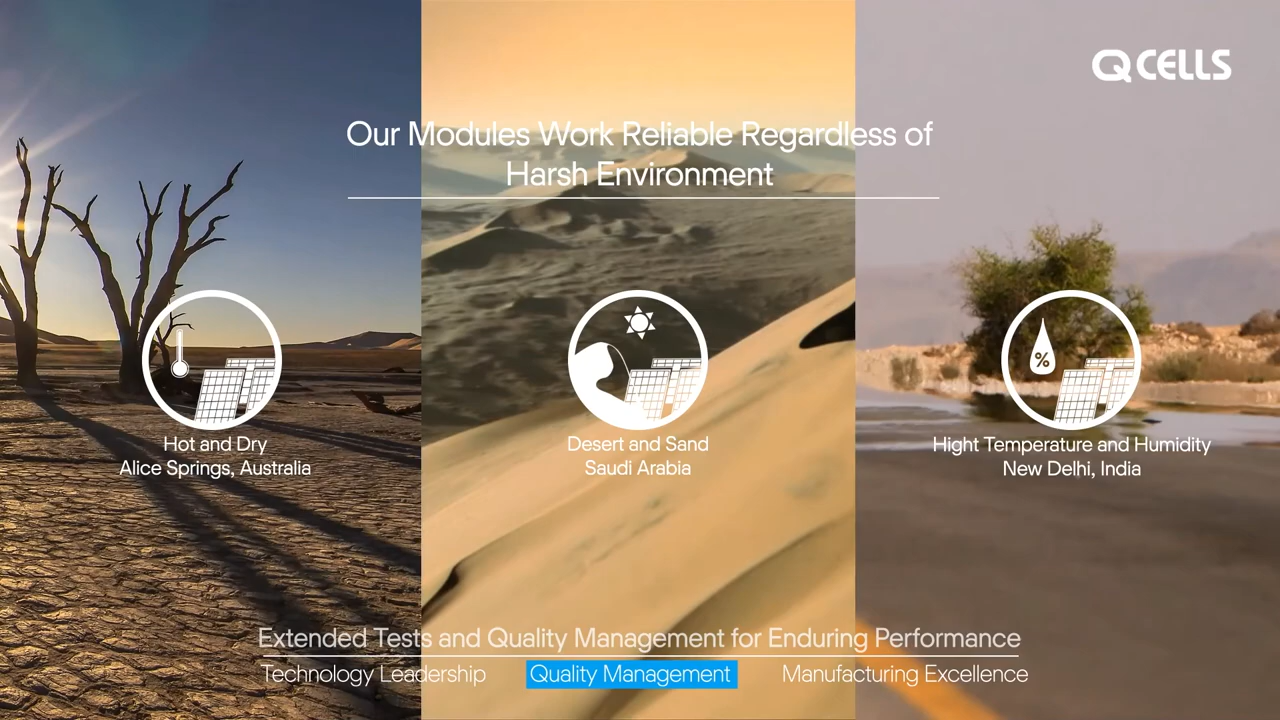 Q CELLS
Our Modules Work Reliable Regardless of
Harsh Environment
%
Hot and Dry
Alice Springs, Australia
Desert and Sand
Saudi Arabia
%
Hight Temperature and Humidity
New Delhi, India
Extended Tests and Quality Management for Enduring Performance
Technology Leadership
Quality Management
Manufacturing Excellence